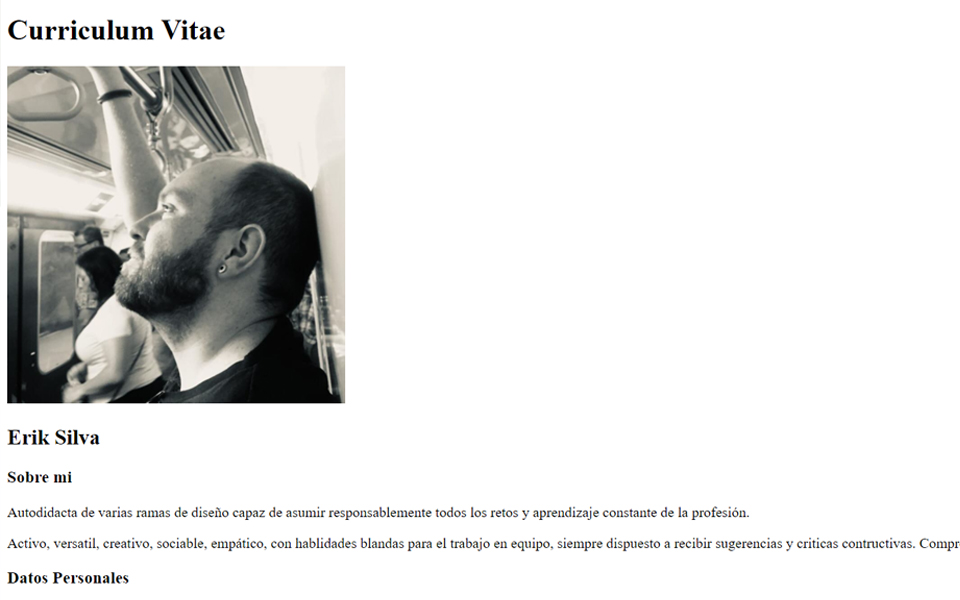 Curriculum Vitae
Erik Silva
Sobre mi
Autodidacta de varias ramas de diseño capaz de asumir responsablemente todos los retos y aprendizaje constante de la profesión.
Activo, versatil, creativo, sociable, empático, con hablidades blandas para el trabajo en equipo, siempre dispuesto a recibir sugerencias y criticas contructivas. Compr
Datos Personales